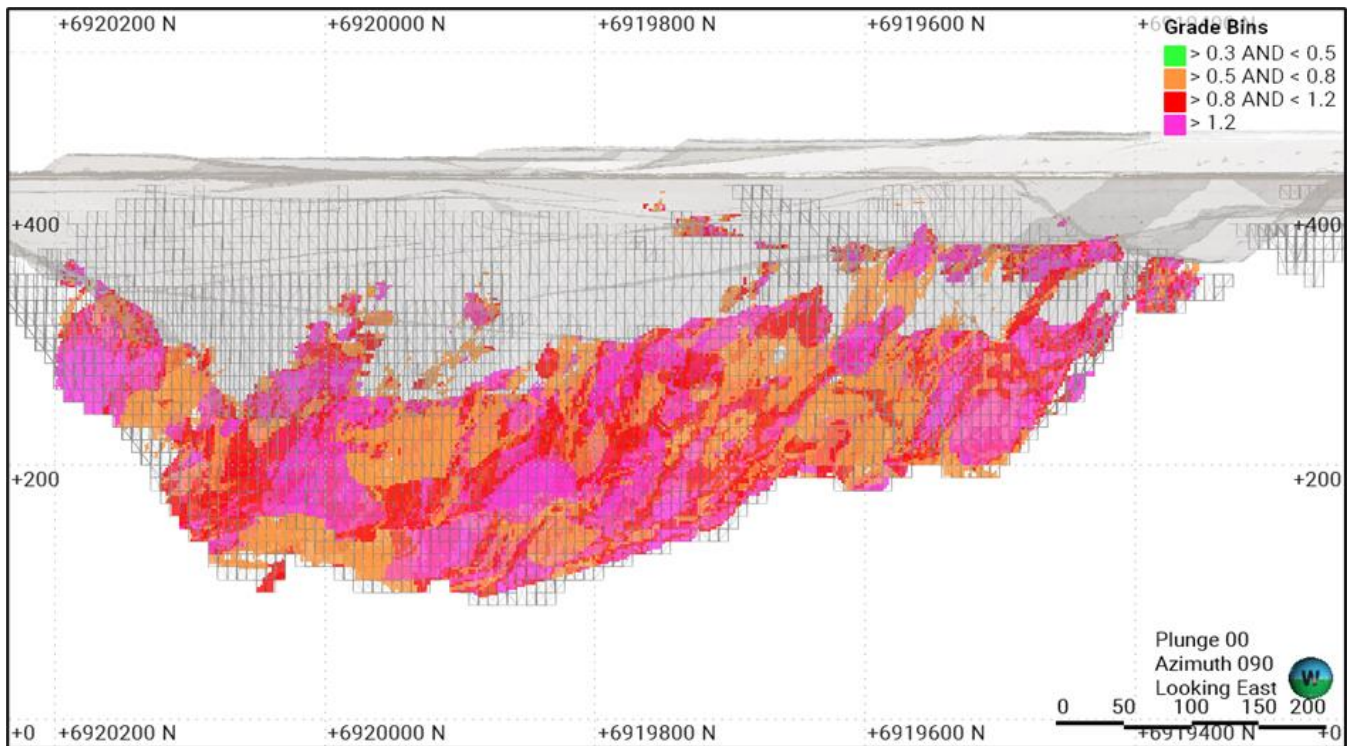 +6920200 N +6920000 N +6919800 N +6919600 N +6919400 N
Grade Bins
> 0.3 AND < 0.5
> 0.5 AND < 0.8
> 0.8 AND < 1.2
> 1.2
+400 +400
+200 +200
Plunge 00
Azimuth 090
Looking East
W
0 50 100 150 200
+0 +6920200 N +6920000 N +6919800 N +6919600 N +6919400 N +0